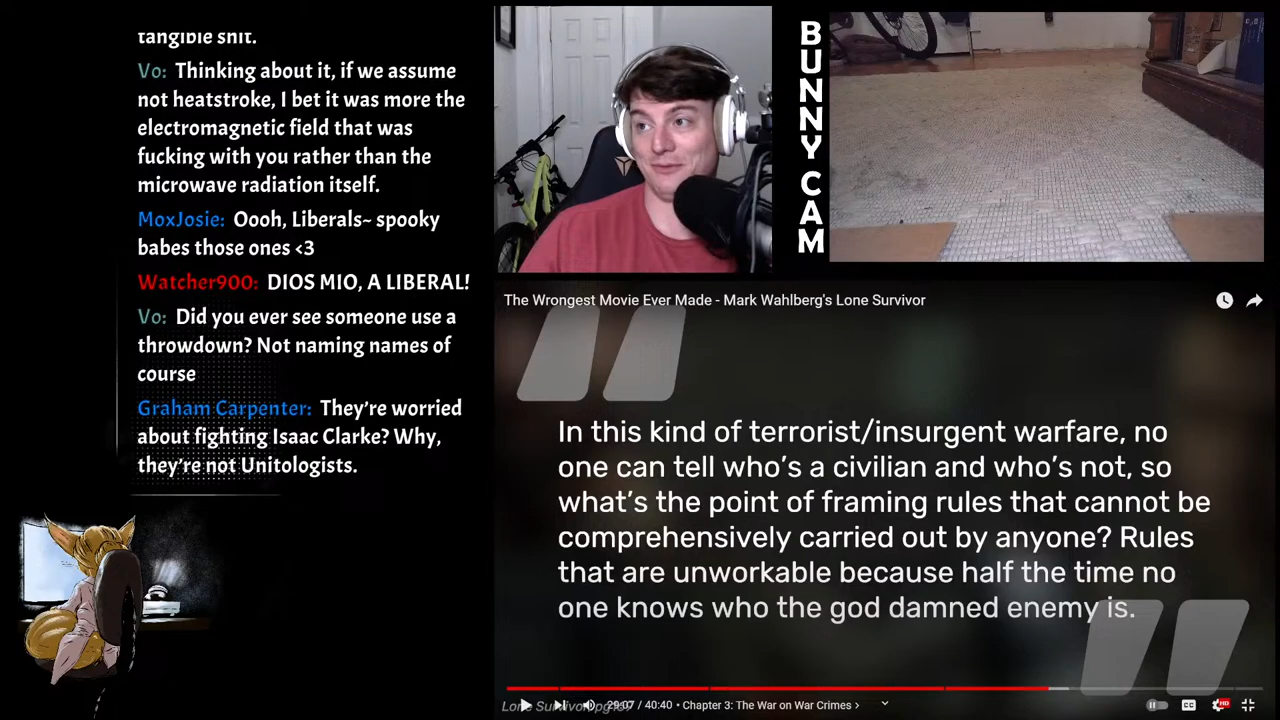 tangible shit.
Vo: Thinking about it, if we assume
not heatstroke, I bet it was more the
electromagnetic field that was
fucking with you rather than the
microwave radiation itself.
MoxJosie: Oooh, Liberals~ spooky
babes those ones <3
Watcher900: DIOS MIO, A LIBERAL!
Vo: Did you ever see someone use a
throwdown? Not naming names of
course
Graham Carpenter: They're worried
about fighting Isaac Clarke? Why,
they're not Unitologists.
BUNNY CAM
The Wrongest Movie Ever Made - Mark Wahlberg's Lone Survivor
In this kind of terrorist/insurgent warfare, no
one can tell who's a civilian and who's not, so
what's the point of framing rules that cannot be
comprehensively carried out by anyone? Rules
that are unworkable because half the time no
one knows who the god damned enemy is.
29:07 / 40:40 • Chapter 3: The War on War Crimes >
CC
HD